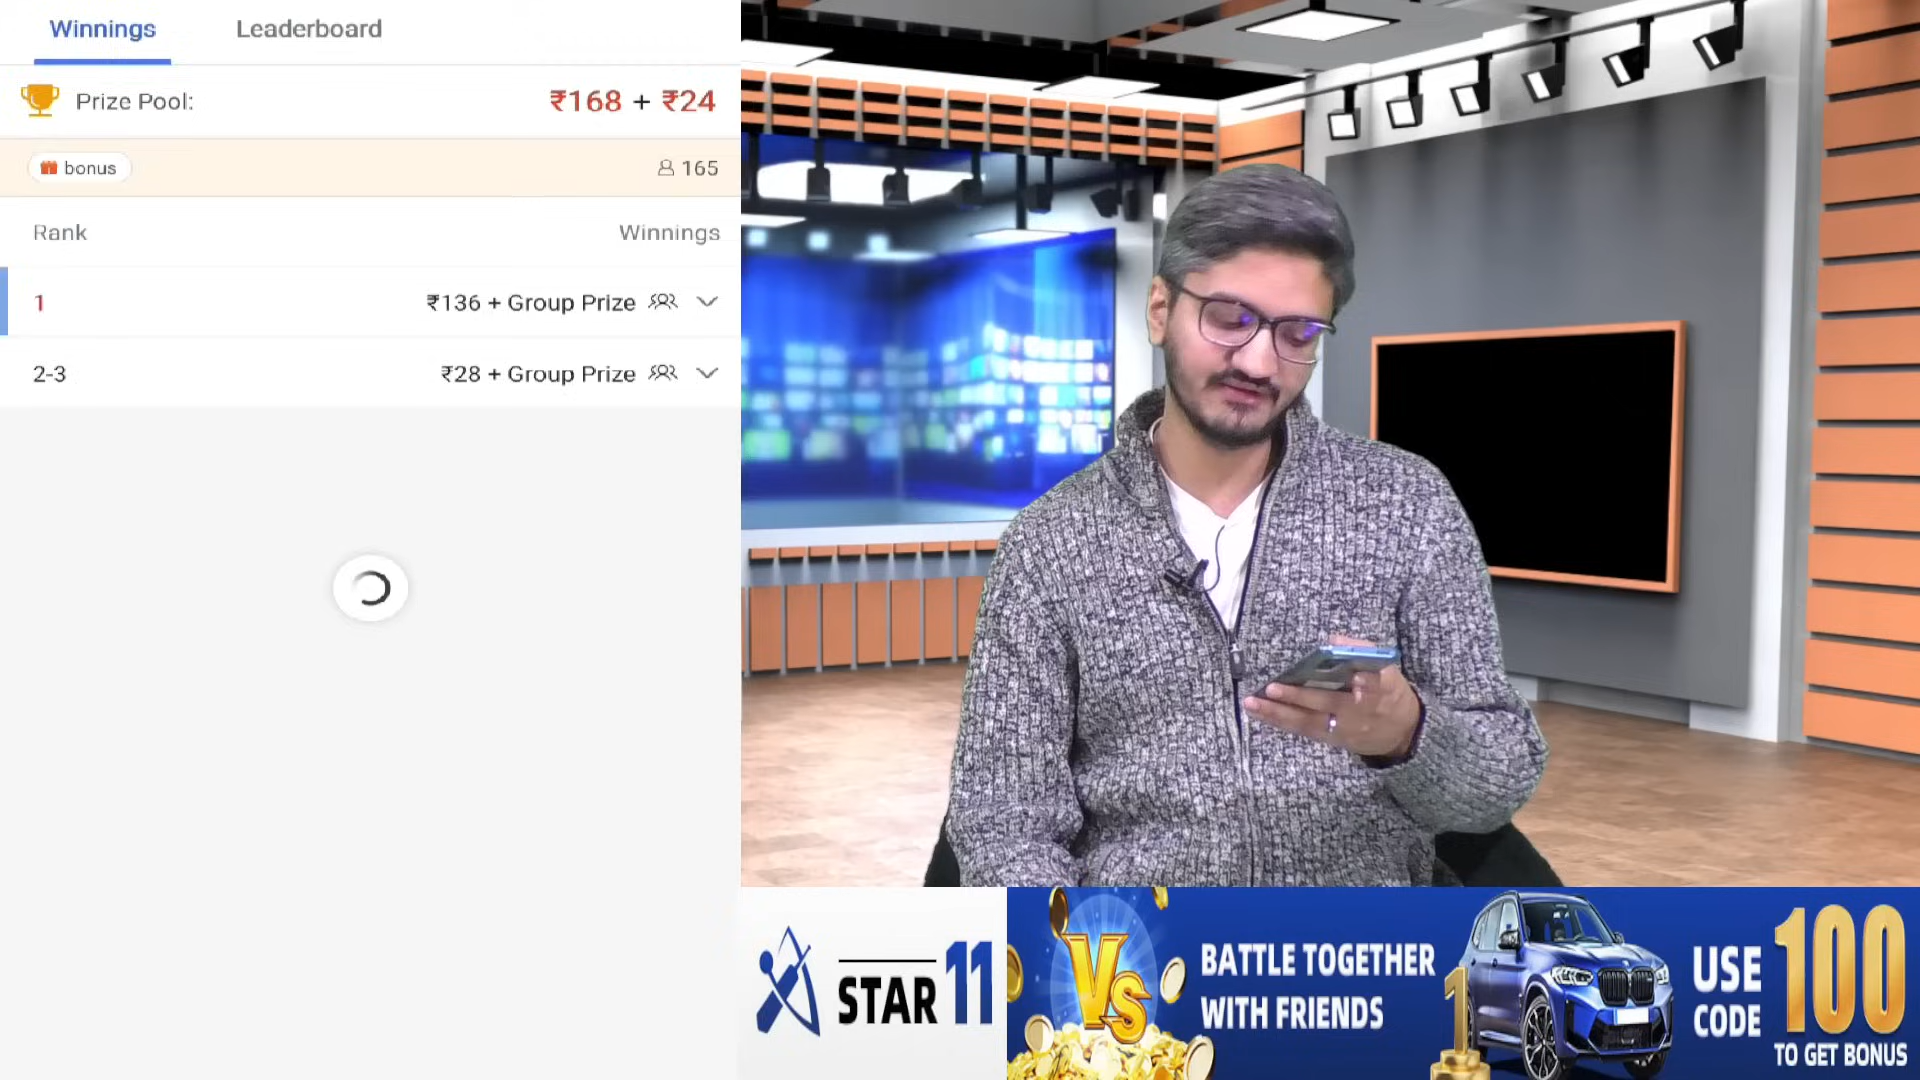 Winnings Leaderboard
Prize Pool: ₹168 + ₹24
bonus 165
Rank Winnings
1 ₹136 + Group Prize
2-3 ₹28 + Group Prize
STAR 11
VS
BATTLE TOGETHER
WITH FRIENDS
1
USE
CODE
100
TO GET BONUS